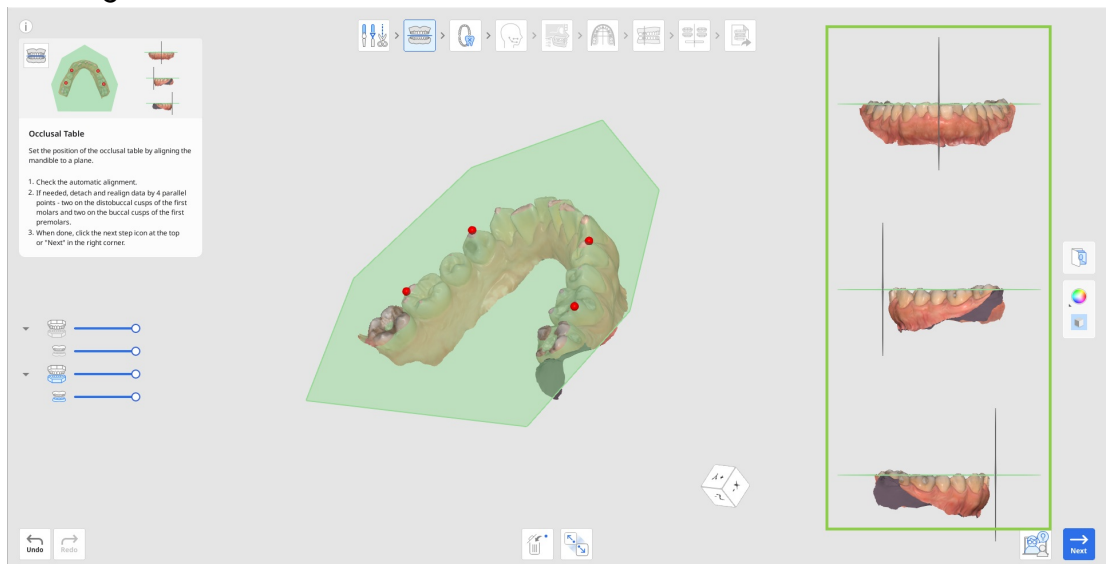 Occlusal Table
Set the position of the occlusal table by aligning the
mandible to a plane.
1. Check the automatic alignment.
2. If needed, detach and realign data by 4 parallel
points - two on the distobuccal cusps of the first
molars and two on the buccal cusps of the first
premolars.
3. When done, click the next step icon at the top
or "Next" in the right corner.
Undo
Redo
Next